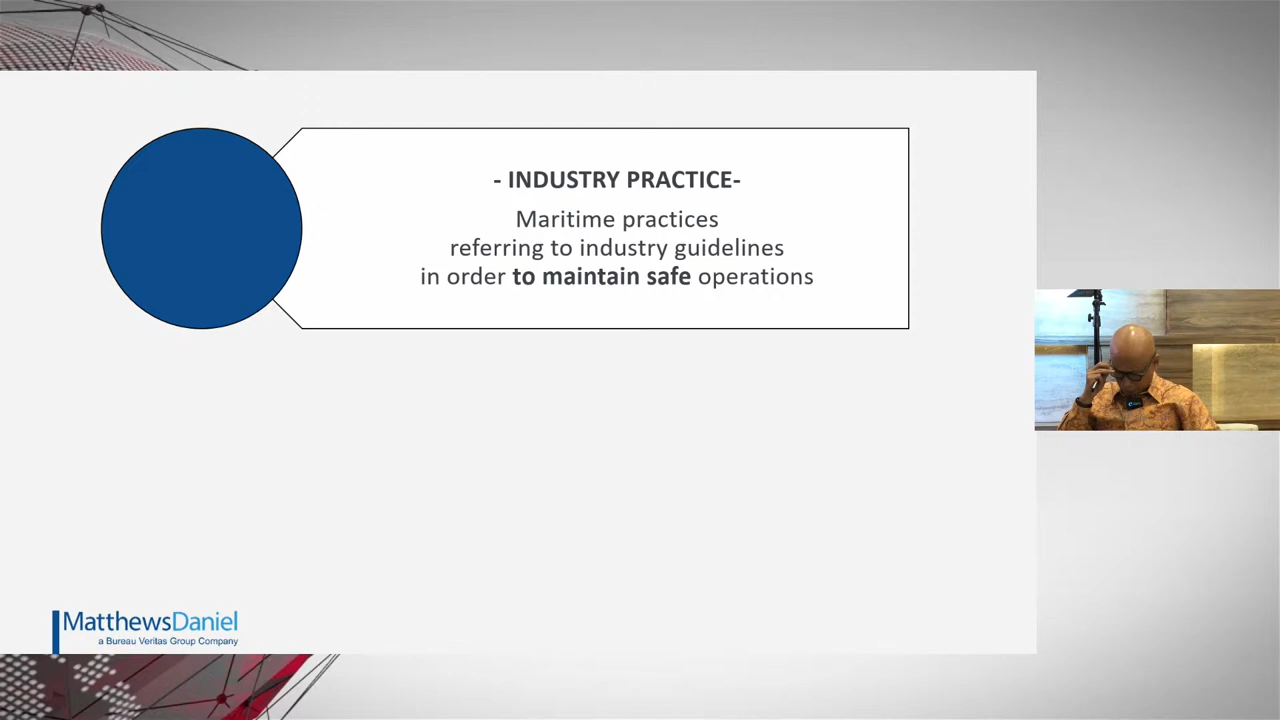 - INDUSTRY PRACTICE-
Maritime practices
referring to industry guidelines
in order to maintain safe operations
MatthewsDaniel
a Bureau Veritas Group Company